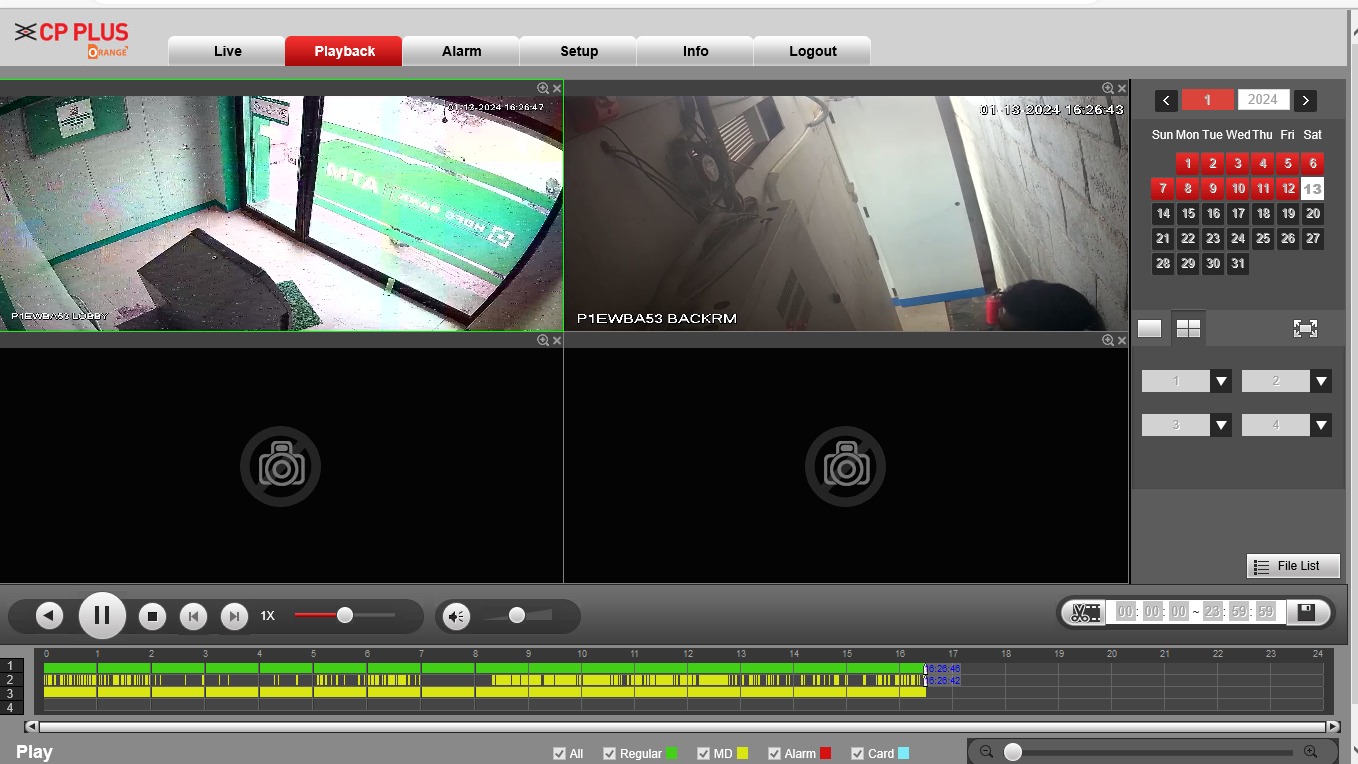 CP PLUS
ORANGE
Live
Playback
Alarm
Setup
Info
Logout
01-13-2024 16:26:47
01-13-2024 16:26:43
MTA
HDFC BANK
P1EWBA53 LOBBY
P1EWBA53 BACKRM
1 2024
Sun Mon Tue Wed Thu Fri Sat
1 2 3 4 5 6
7 8 9 10 11 12 13
14 15 16 17 18 19 20
21 22 23 24 25 26 27
28 29 30 31
1 2
3 4
File List
1X
00: 00: 00 ~ 23: 59: 59
0 1 2 3 4 5 6 7 8 9 10 11 12 13 14 15 16 17 18 19 20 21 22 23 24
1 16:26:46
2 16:26:42
3
4
Play
All Regular MD Alarm Card